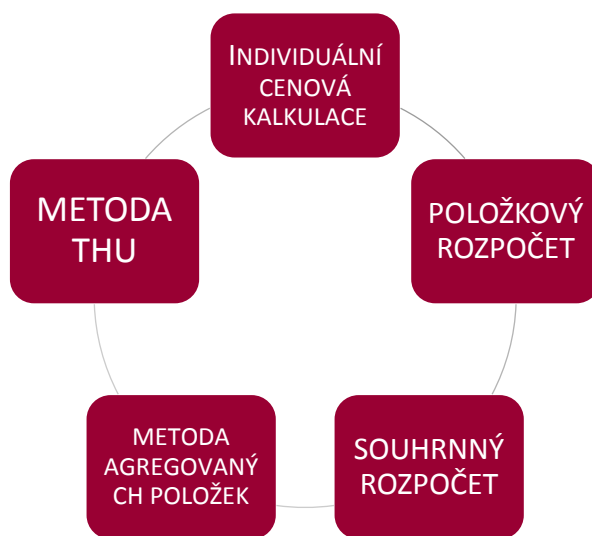 INDIVIDUÁLNÍ
CENOVÁ
KALKULACE
POLOŽKOVÝ
ROZPOČET
SOUHRNNÝ
ROZPOČET
METODA
AGREGOVANÝ
CH POLOŽEK
METODA
THU